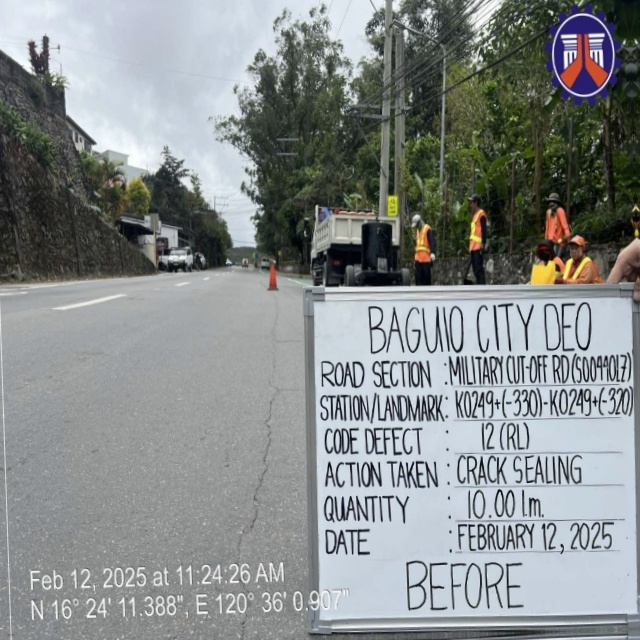 BAGUIO CITY DEO
ROAD SECTION : MILITARY CUT-OFF RD (S00440LZ)
STATION/LANDMARK: K0249+(-330)-K0249+(-320)
CODE DEFECT : 12 (RL)
ACTION TAKEN : CRACK SEALING
QUANTITY : 10.00 lm.
DATE : FEBRUARY 12, 2025
BEFORE
Feb 12, 2025 at 11:24:26 AM
N 16° 24' 11.388", E 120° 36' 0.907"